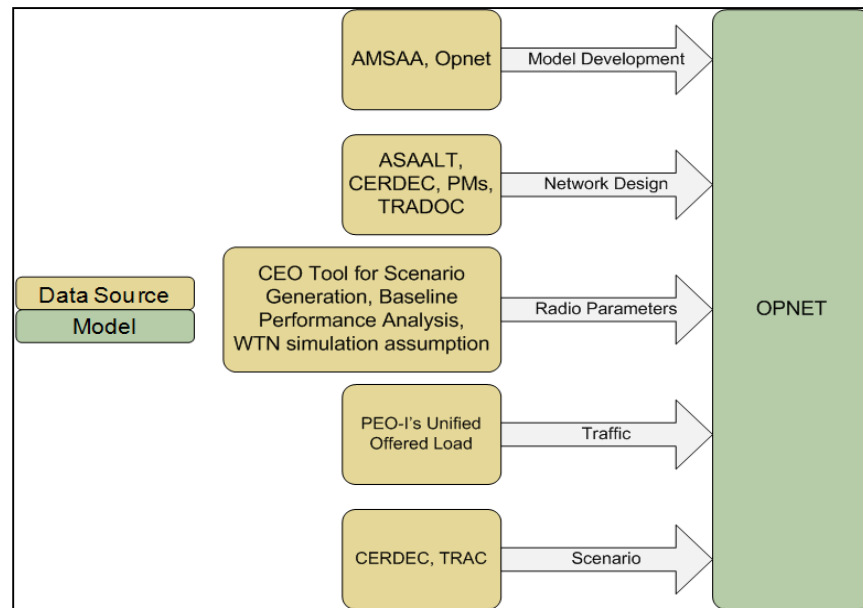 AMSAA, Opnet
Model Development
ASAALT,
CERDEC, PMs,
TRADOC
Network Design
Data Source
Model
CEO Tool for Scenario
Generation, Baseline
Performance Analysis,
WTN simulation assumption
Radio Parameters
OPNET
PEO-I's Unified
Offered Load
Traffic
CERDEC, TRAC
Scenario